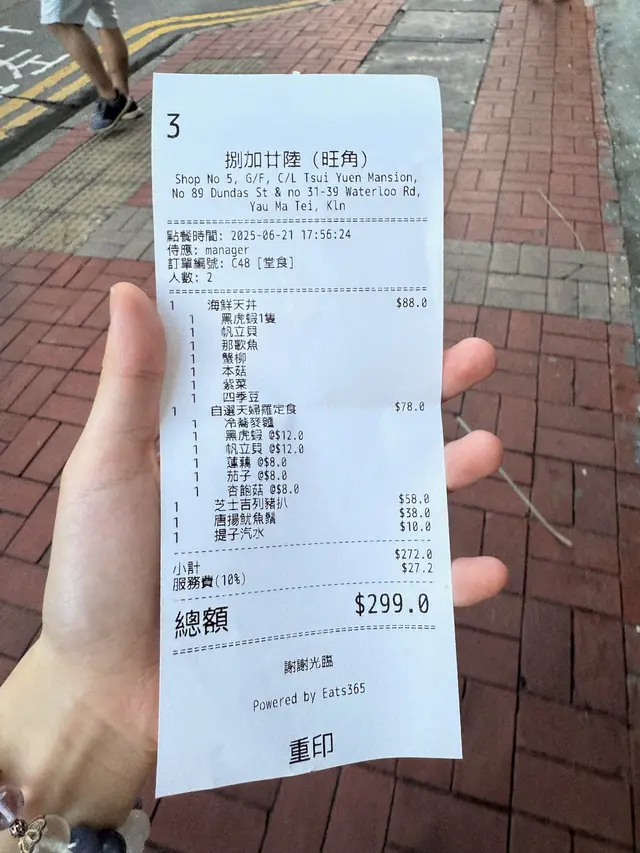 3
捌加廿陸 (旺角)
Shop No 5, G/F, C/L Tsui Yuen Mansion,
No 89 Dundas St & no 31-39 Waterloo Rd,
Yau Ma Tei, Kln
點餐時間: 2025-06-21 17:56:24
侍應: manager
訂單編號: C48 [堂食]
人數: 2
1 海鮮天丼 $88.0
1 黑虎蝦1隻
1 帆立貝
1 那歌魚
1 蟹柳
1 本菇
1 紫菜
1 四季豆
1 自選天婦羅定食 $78.0
1 冷蕎麥麵
1 黑虎蝦 @$12.0
1 帆立貝 @$12.0
1 蓮藕 @$8.0
1 茄子 @$8.0
1 杏鮑菇 @$8.0
1 芝士吉列豬扒 $58.0
1 唐揚魷魚鬚 $38.0
1 提子汽水 $10.0
小計 $272.0
服務費(10%) $27.2
總額 $299.0
謝謝光臨
Powered by Eats365
重印